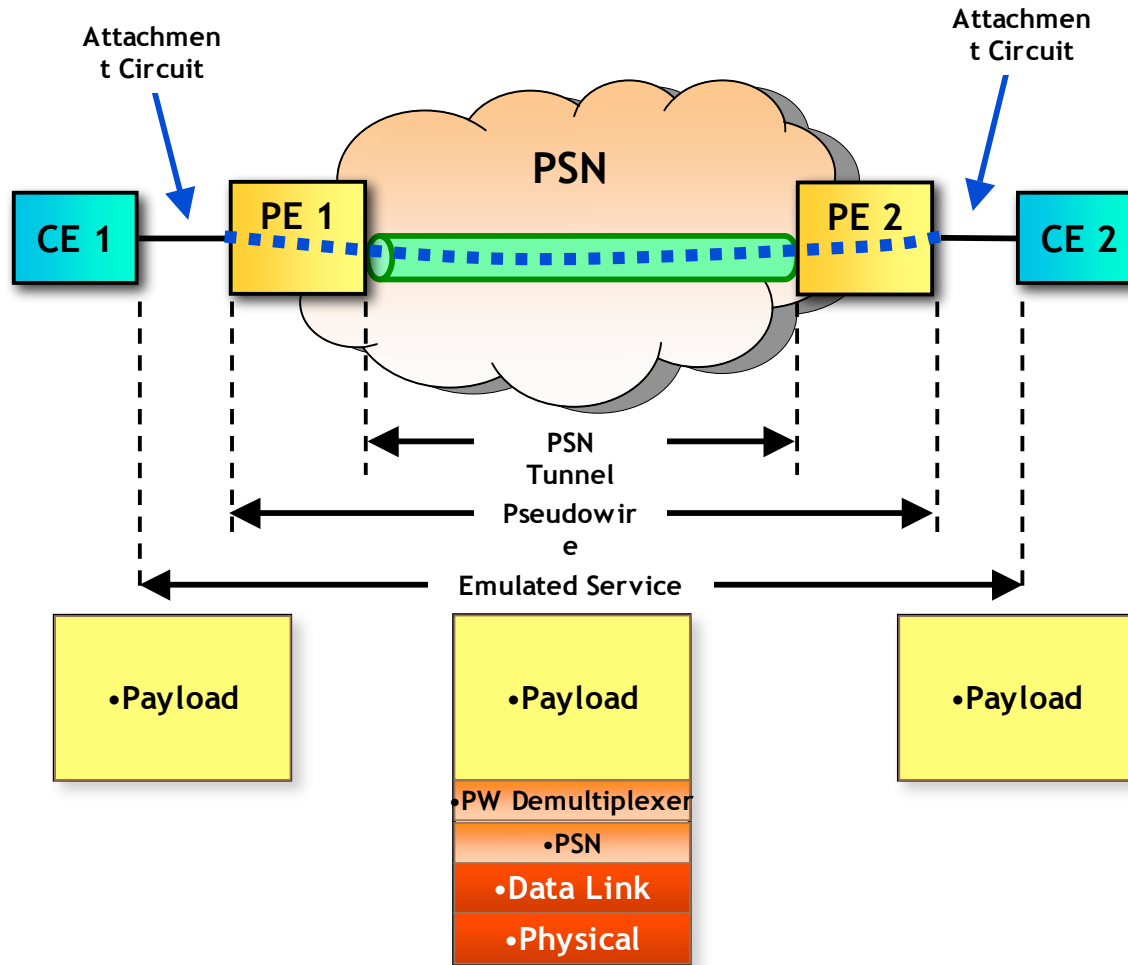 Attachmen
t Circuit
Attachmen
t Circuit
PSN
CE 1
PE 1
PE 2
CE 2
PSN
Tunnel
Pseudowir
e
Emulated Service
•Payload
•Payload
•Payload
•PW Demultiplexer
•PSN
•Data Link
•Physical